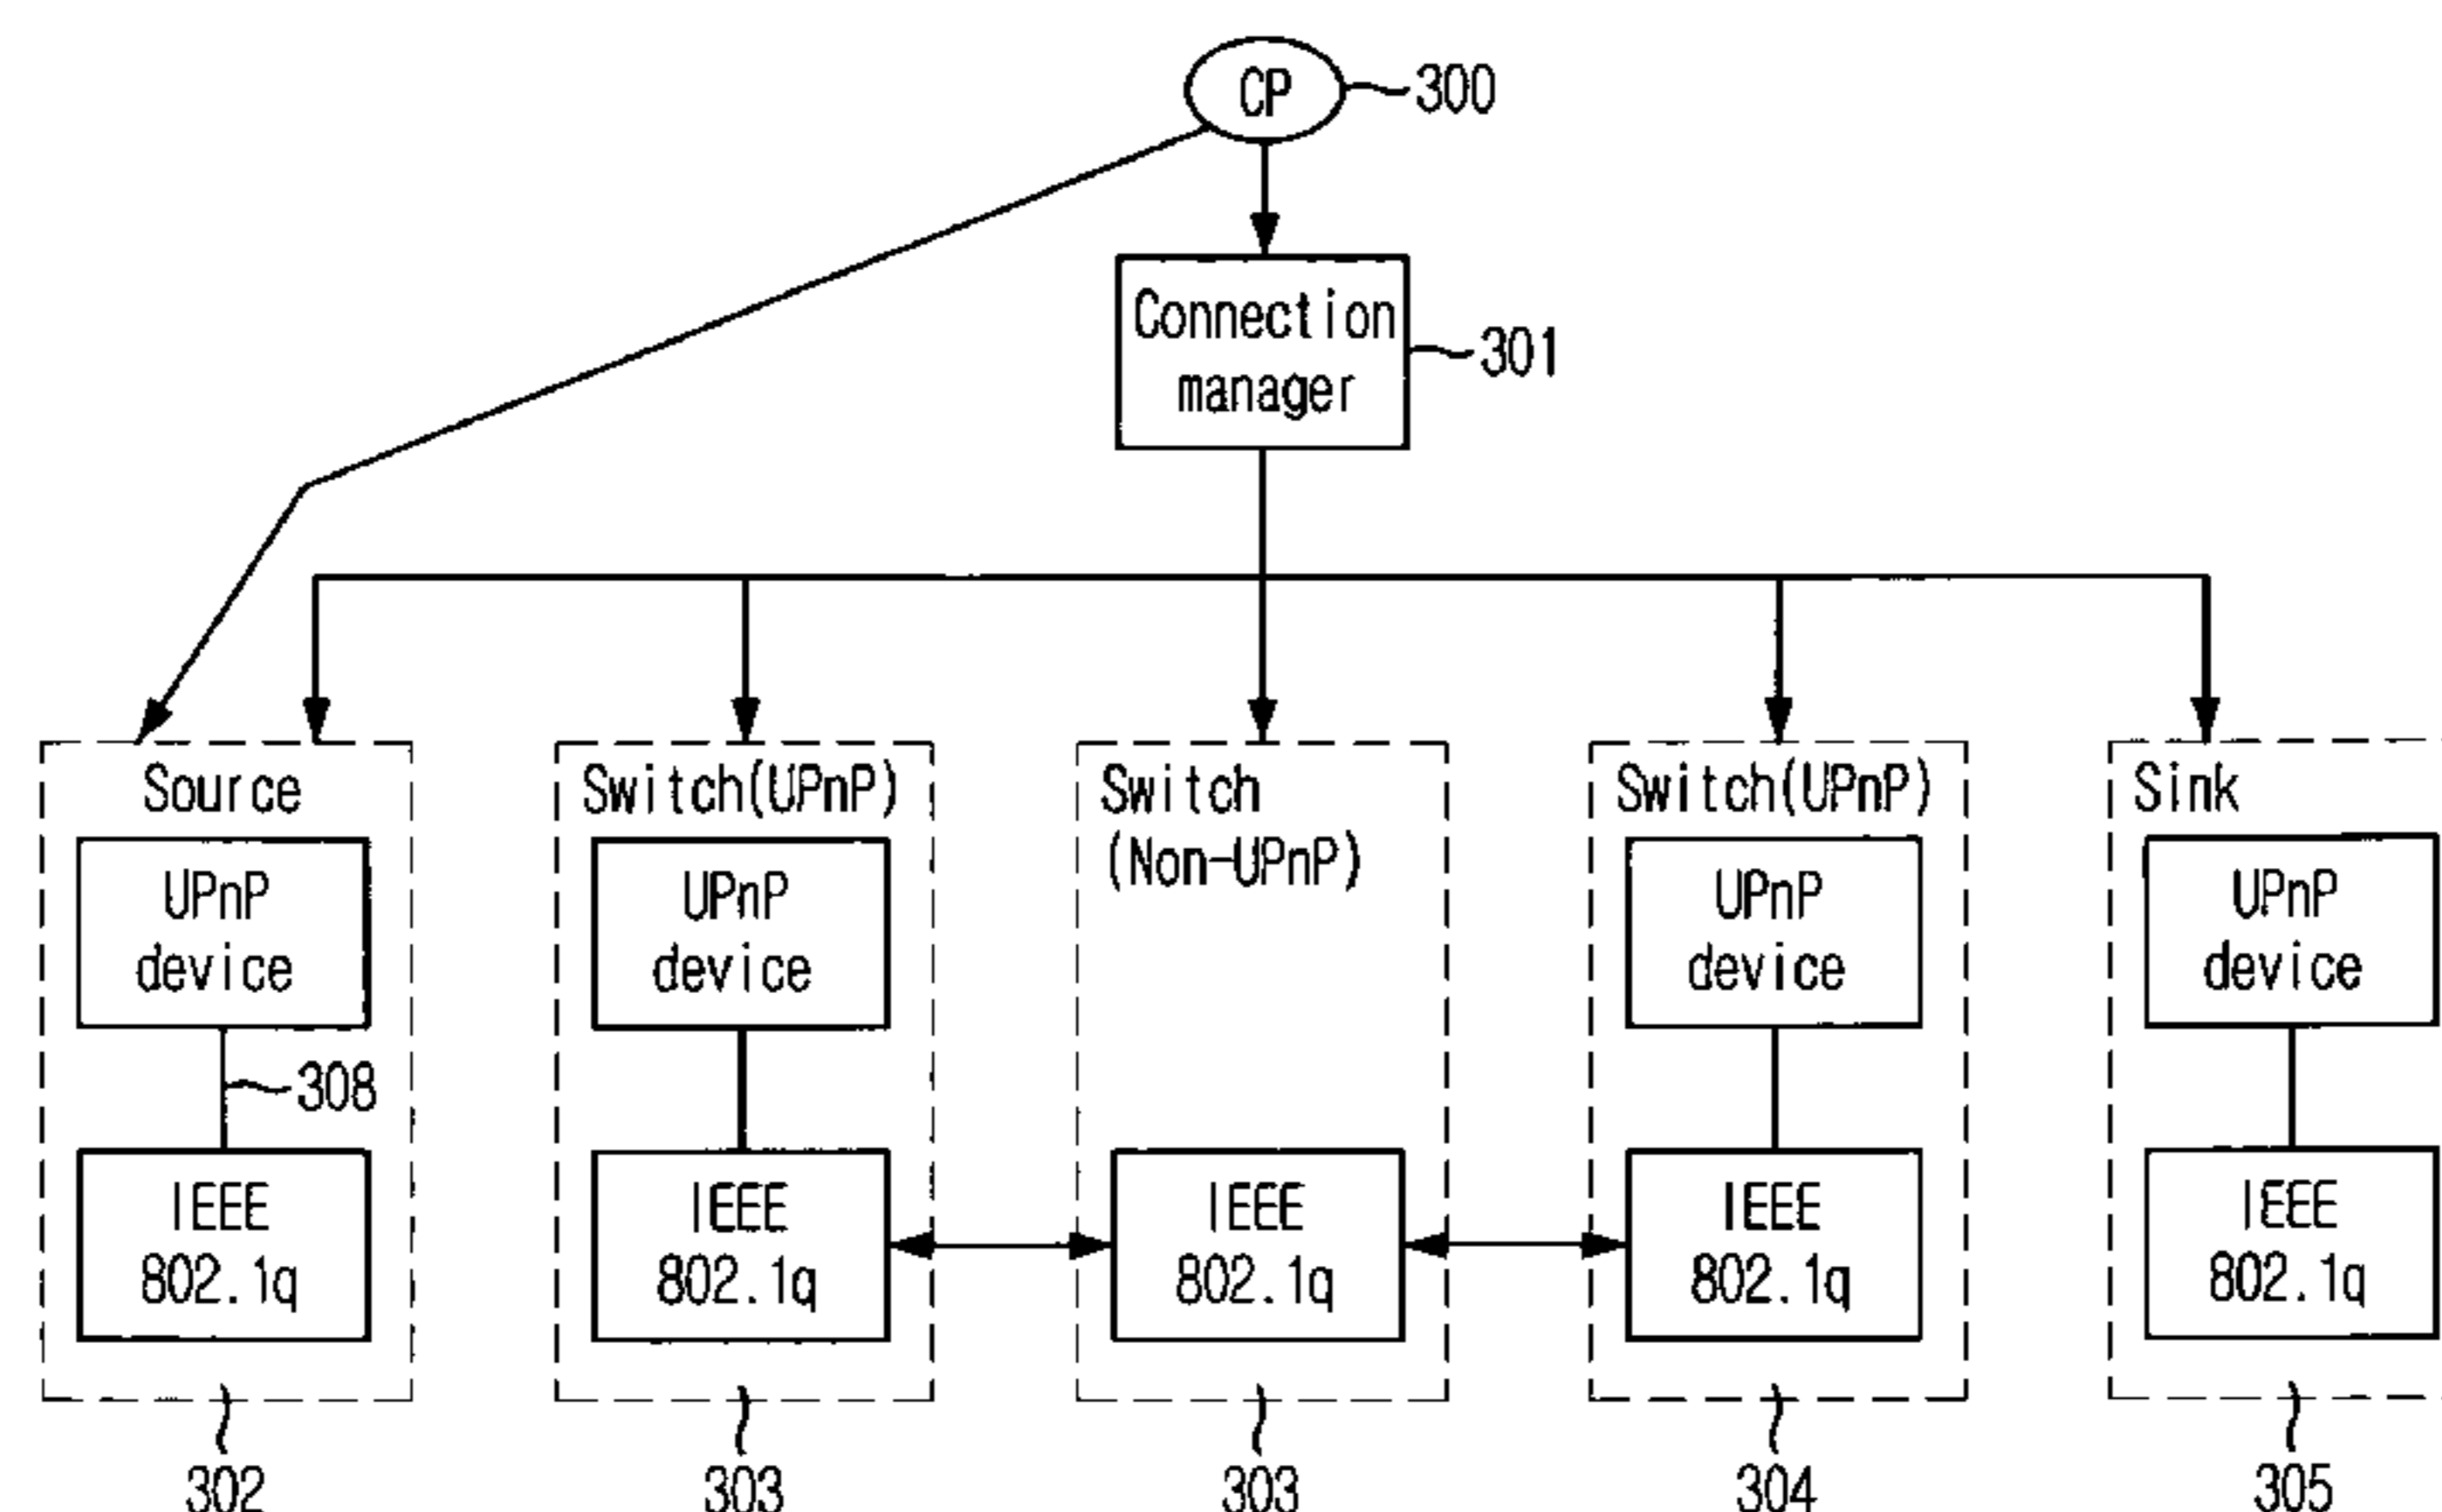 CP
300
Connection
manager
301
Source
Switch(UPnP)
Switch
(Non-UPnP)
Switch(UPnP)
Sink
UPnP
device
UPnP
device
UPnP
device
UPnP
device
308
IEEE
802.1q
IEEE
802.1q
IEEE
802.1q
IEEE
802.1q
IEEE
802.1q
302
303
303
304
305